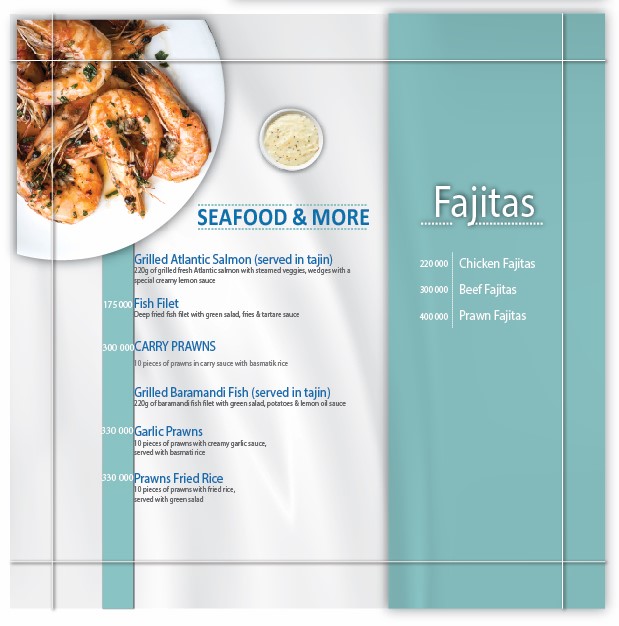 SEAFOOD & MORE
Grilled Atlantic Salmon (served in tajin)
220g of grilled fresh Atlantic salmon with steamed veggies, wedges with a
special creamy lemon sauce
175 000 Fish Filet
Deep fried fish filet with green salad, fries & tartare sauce
300 000 CARRY PRAWNS
10 pieces of prawns in carry sauce with basmatik rice
Grilled Baramandi Fish (served in tajin)
220g of baramandi fish filet with green salad, potatoes & lemon oil sauce
330 000 Garlic Prawns
10 pieces of prawns with creamy garlic sauce,
served with basmati rice
330 000 Prawns Fried Rice
10 pieces of prawns with fried rice,
served with green salad
Fajitas
220 000 Chicken Fajitas
300 000 Beef Fajitas
400 000 Prawn Fajitas